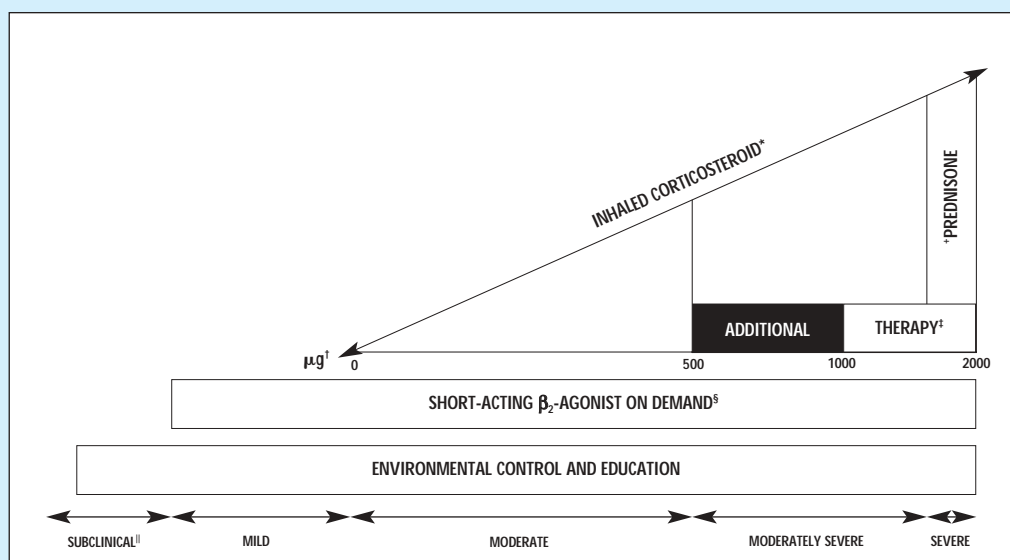 INHALED CORTICOSTEROID*
+PREDNISONE
ADDITIONAL THERAPY‡
µg† 0 500 1000 2000
SHORT-ACTING β₂-AGONIST ON DEMAND§
ENVIRONMENTAL CONTROL AND EDUCATION
SUBCLINICAL|| MILD MODERATE MODERATELY SEVERE SEVERE